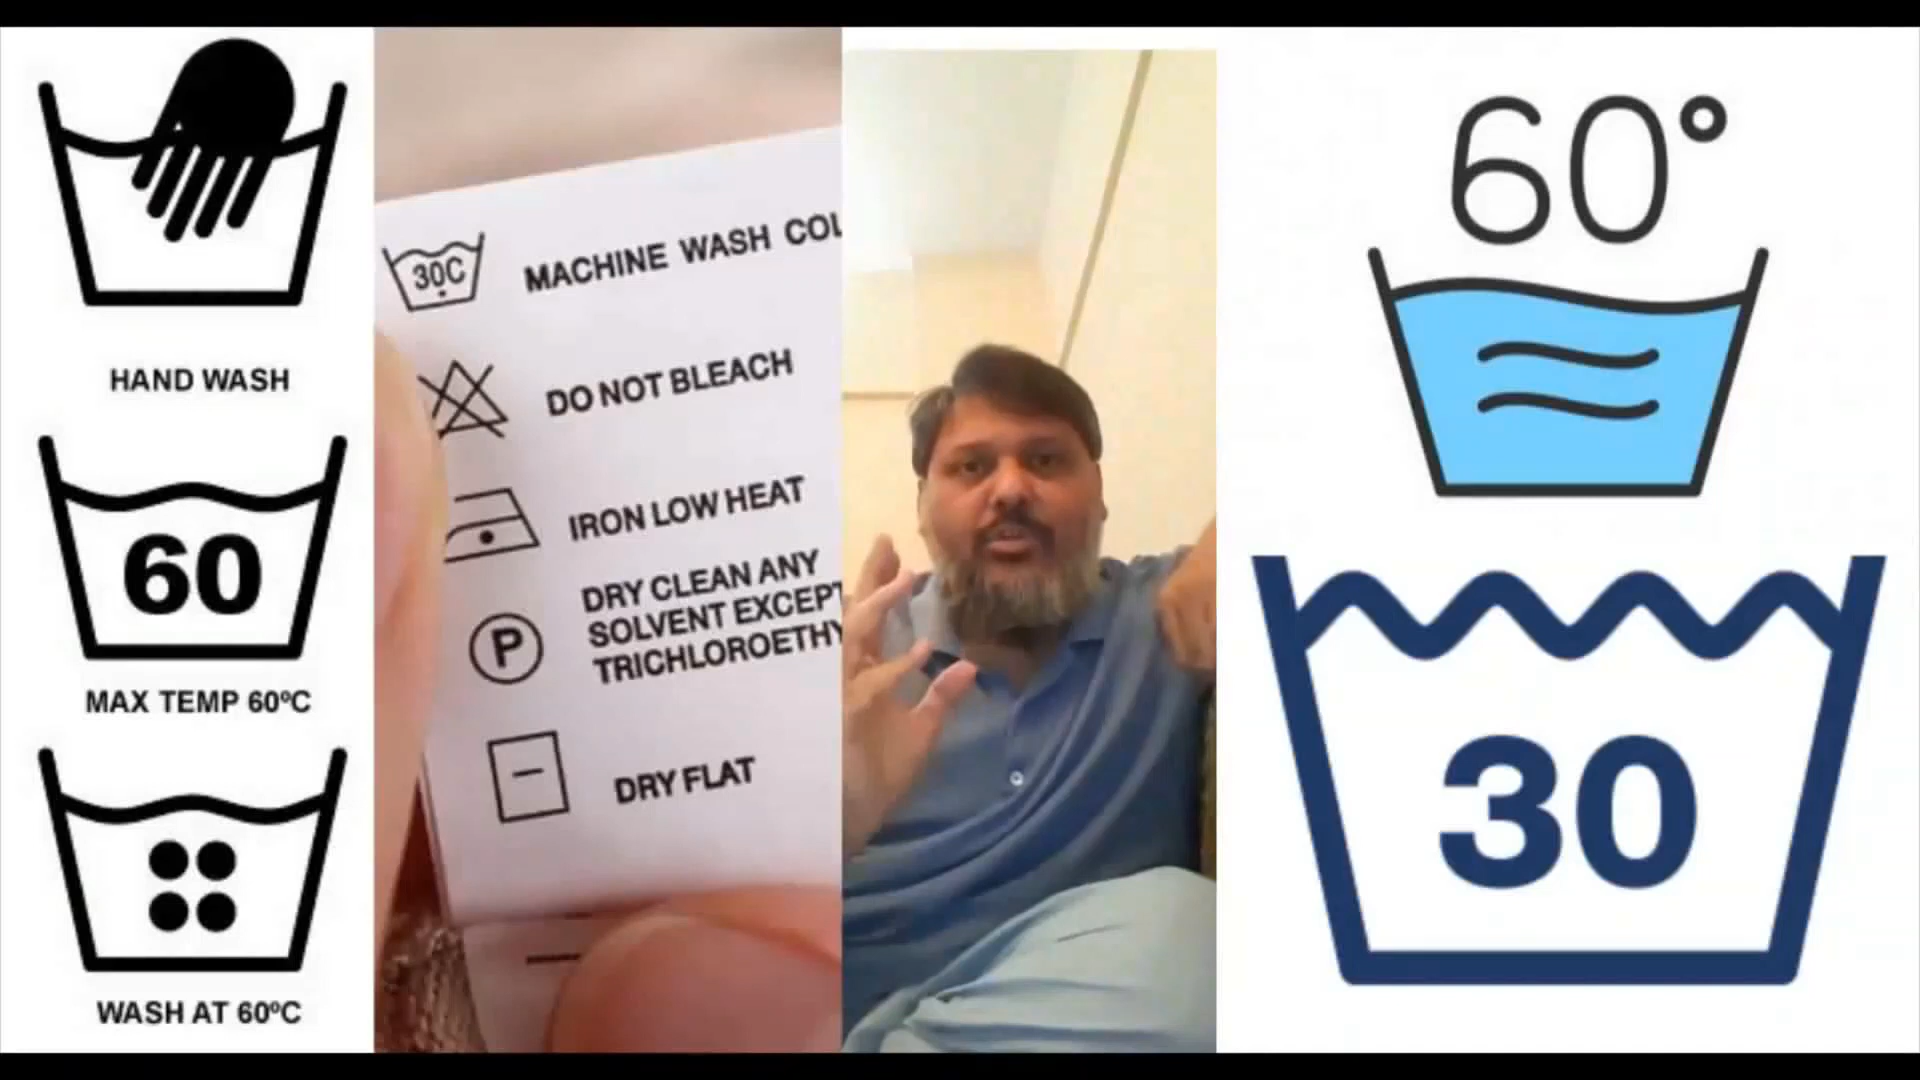 HAND WASH
60
MAX TEMP 60ºC
WASH AT 60ºC
30C
MACHINE WASH
DO NOT BLEACH
IRON LOW HEAT
DRY CLEAN ANY
SOLVENT EXCEPT
P
DRY FLAT
60°
30